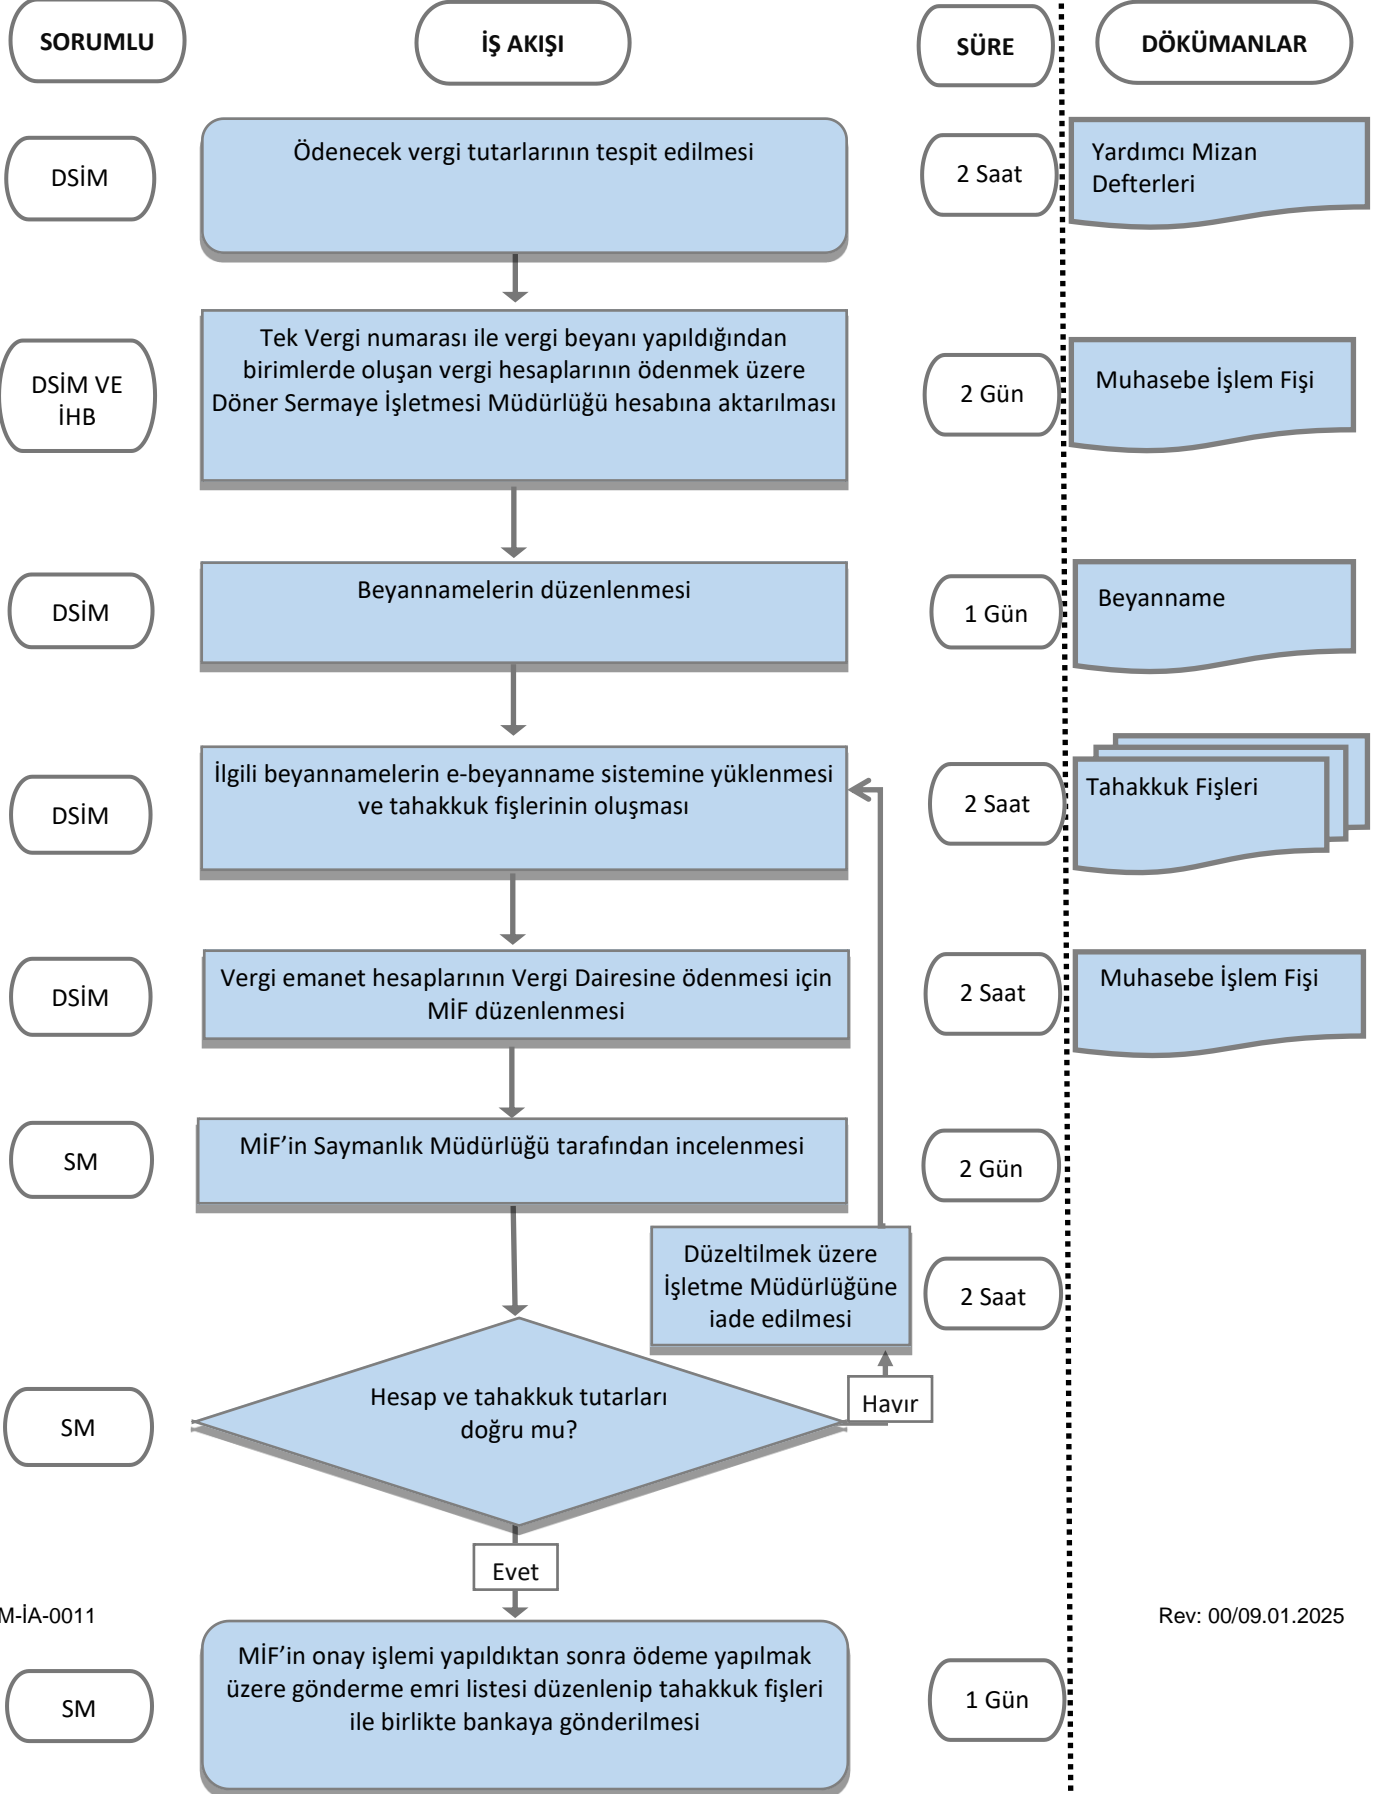 SORUMLU
İŞ AKIŞI
SÜRE
DÖKÜMANLAR
DSİM
Ödenecek vergi tutarlarının tespit edilmesi
2 Saat
Yardımcı Mizan
Defterleri
DSİM VE
İHB
Tek Vergi numarası ile vergi beyanı yapıldığından
birimlerde oluşan vergi hesaplarının ödenmek üzere
Döner Sermaye İşletmesi Müdürlüğü hesabına aktarılması
2 Gün
Muhasebe İşlem Fişi
DSİM
Beyannamelerin düzenlenmesi
1 Gün
Beyanname
DSİM
İlgili beyannamelerin e-beyanname sistemine yüklenmesi
ve tahakkuk fişlerinin oluşması
2 Saat
Tahakkuk Fişleri
DSİM
Vergi emanet hesaplarının Vergi Dairesine ödenmesi için
MİF düzenlenmesi
2 Saat
Muhasebe İşlem Fişi
SM
MİF’in Saymanlık Müdürlüğü tarafından incelenmesi
2 Gün
Düzeltilmek üzere
İşletme Müdürlüğüne
iade edilmesi
2 Saat
SM
Hesap ve tahakkuk tutarları
doğru mu?
Hayır
Evet
M-İA-0011
Rev: 00/09.01.2025
SM
MİF’in onay işlemi yapıldıktan sonra ödeme yapılmak
üzere gönderme emri listesi düzenlenip tahakkuk fişleri
ile birlikte bankaya gönderilmesi
1 Gün